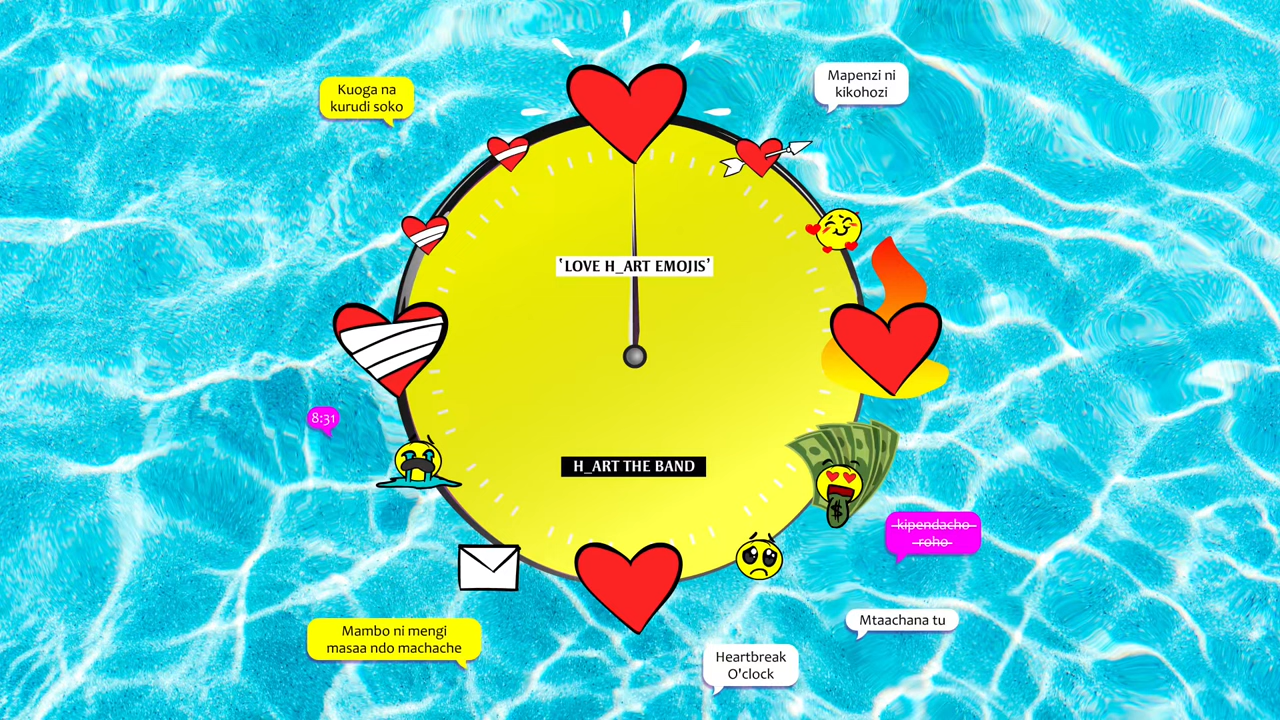 Kuoga na
kurudi soko
Mapenzi ni
kikohozi
‘LOVE H_ART EMOJIS’
8:31
H_ART THE BAND
$
kipendacho
roho
Mtaachana tu
Mambo ni mengi
masaa ndo machache
Heartbreak
O'clock